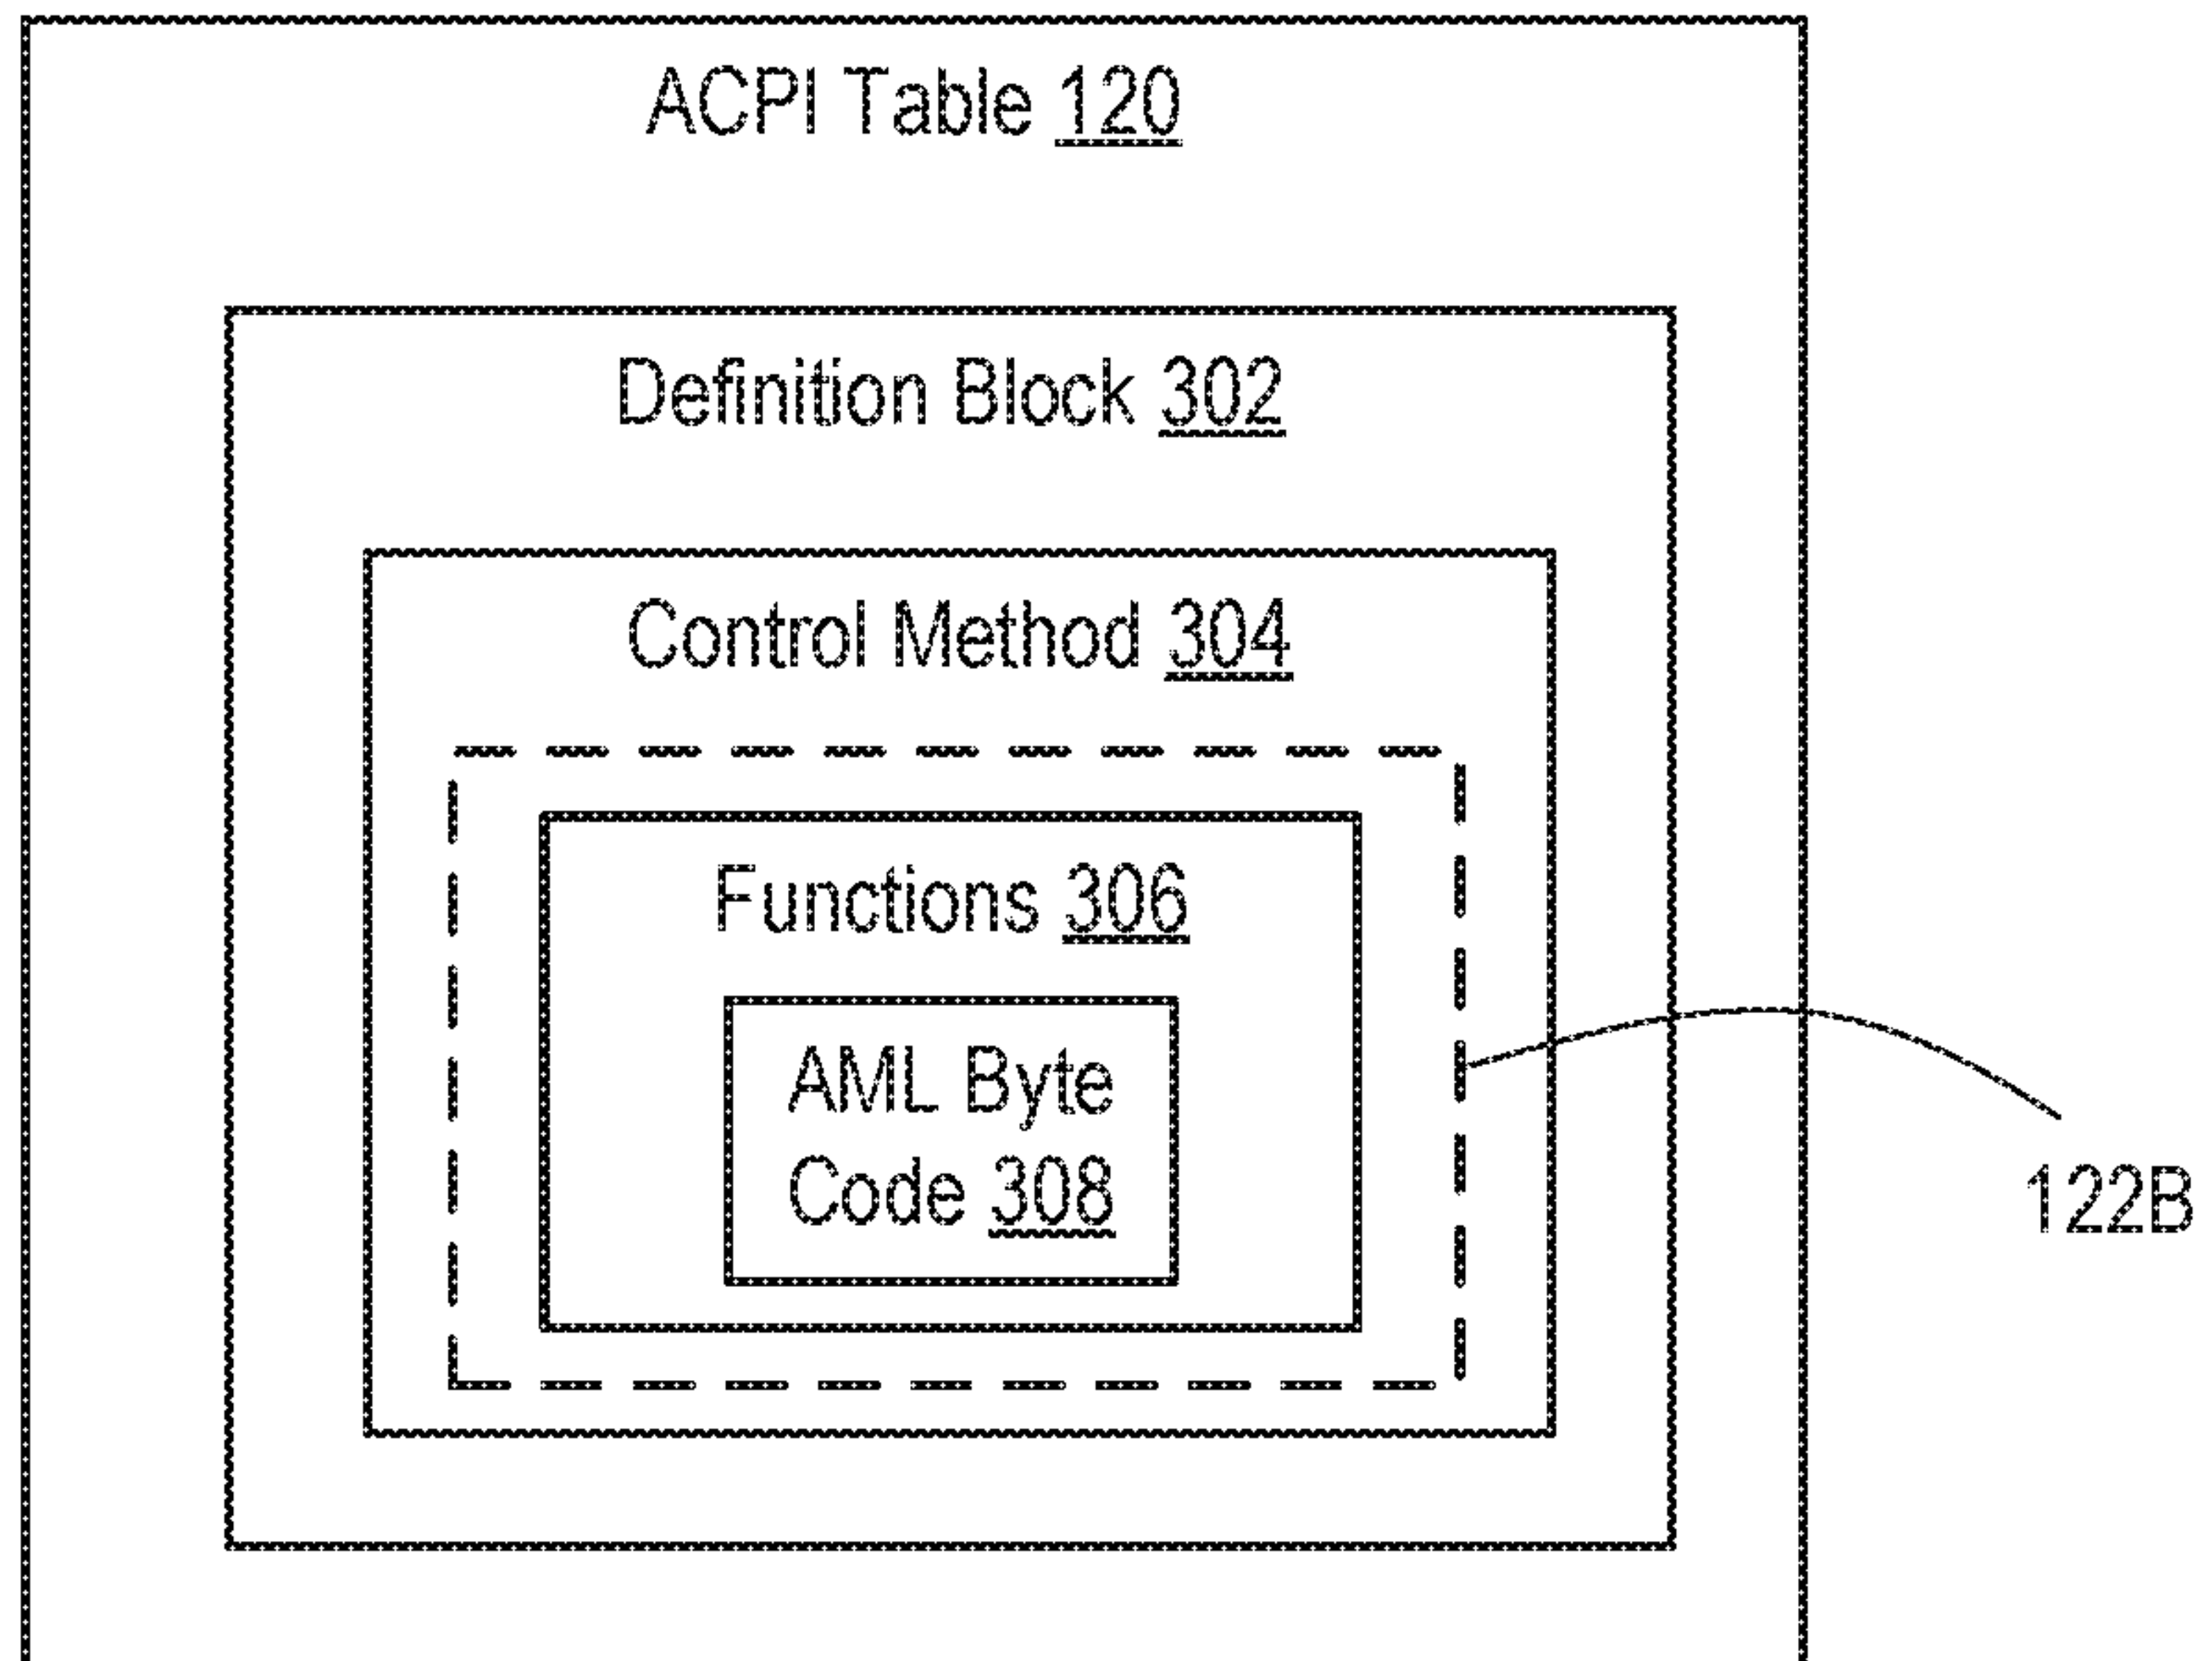 ACPI Table 120
Definition Block 302
Control Method 304
Functions 306
AML Byte
Code 308
122B